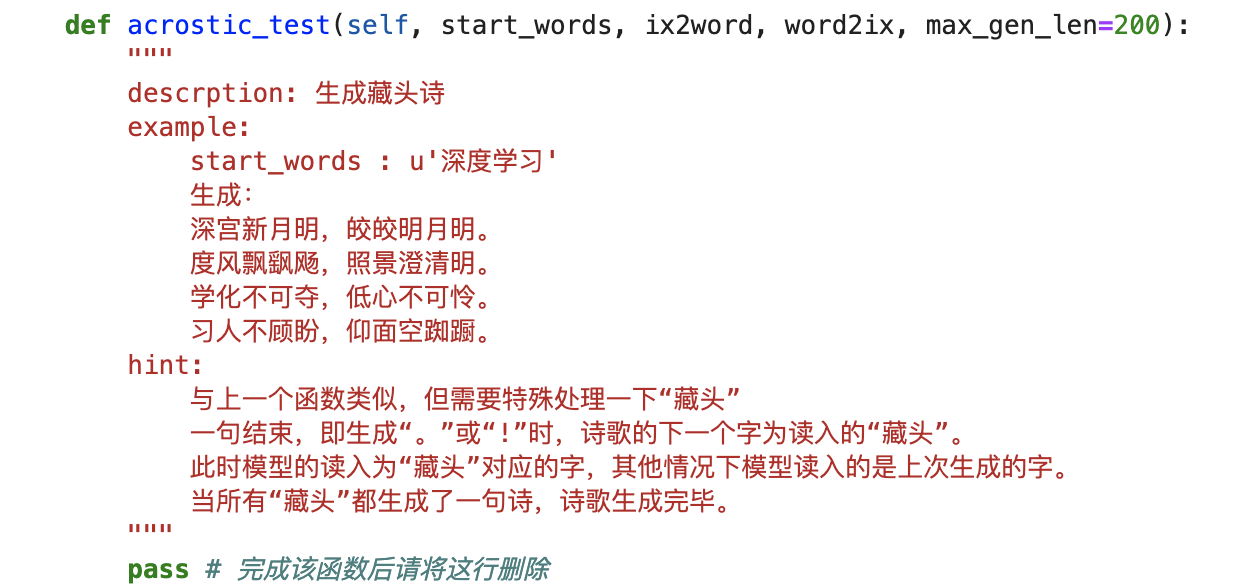 def acrostic_test(self, start_words, ix2word, word2ix, max_gen_len=200):
"""
descrption: 生成藏头诗
example:
start_words : u'深度学习'
生成：
深宫新月明，皎皎明月明。
度风飘飖飏，照景澄清明。
学化不可夺，低心不可怜。
习人不顾盼，仰面空踟蹰。
hint:
与上一个函数类似，但需要特殊处理一下“藏头”
一句结束，即生成“。”或“!”时，诗歌的下一个字为读入的“藏头”。
此时模型的读入为“藏头”对应的字，其他情况下模型读入的是上次生成的字。
当所有“藏头”都生成了一句诗，诗歌生成完毕。
"""
pass # 完成该函数后请将这行删除